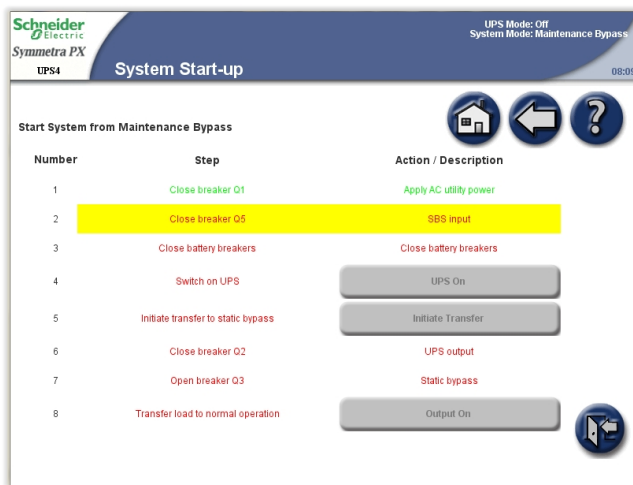 Schneider
Electric
UPS Mode: Off
System Mode: Maintenance Bypass
Symmetra PX
UPS4
System Start-up
08:09
Start System from Maintenance Bypass
?
Number Step Action / Description
1 Close breaker Q1 Apply AC utility power
2 Close breaker Q5 SBS input
3 Close battery breakers Close battery breakers
4 Switch on UPS UPS On
5 Initiate transfer to static bypass Initiate Transfer
6 Close breaker Q2 UPS output
7 Open breaker Q3 Static bypass
8 Transfer load to normal operation Output On